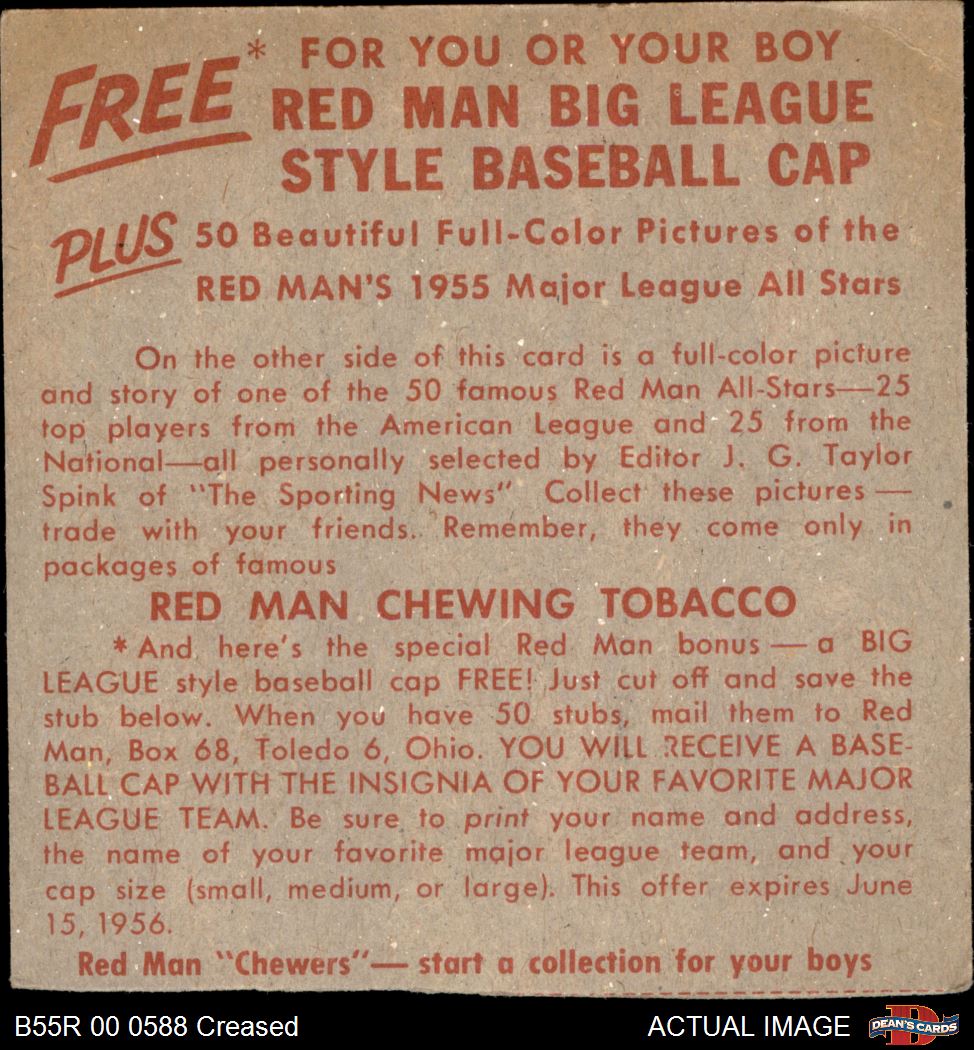 FREE* FOR YOU OR YOUR BOY
RED MAN BIG LEAGUE
STYLE BASEBALL CAP
PLUS 50 Beautiful Full-Color Pictures of the
RED MAN'S 1955 Major League All Stars
On the other side of this card is a full-color picture
and story of one of the 50 famous Red Man All-Stars—25
top players from the American League and 25 from the
National—all personally selected by Editor J. G. Taylor
Spink of "The Sporting News" Collect these pictures —
trade with your friends. Remember, they come only in
packages of famous
RED MAN CHEWING TOBACCO
* And here's the special Red Man bonus — a BIG
LEAGUE style baseball cap FREE! Just cut off and save the
stub below. When you have 50 stubs, mail them to Red
Man, Box 68, Toledo 6, Ohio. YOU WILL RECEIVE A BASE-
BALL CAP WITH THE INSIGNIA OF YOUR FAVORITE MAJOR
LEAGUE TEAM. Be sure to print your name and address,
the name of your favorite major league team, and your
cap size (small, medium, or large). This offer expires June
15, 1956.
Red Man "Chewers"— start a collection for your boys
B55R 00 0588 Creased
ACTUAL IMAGE
D
DEAN'S CARDS